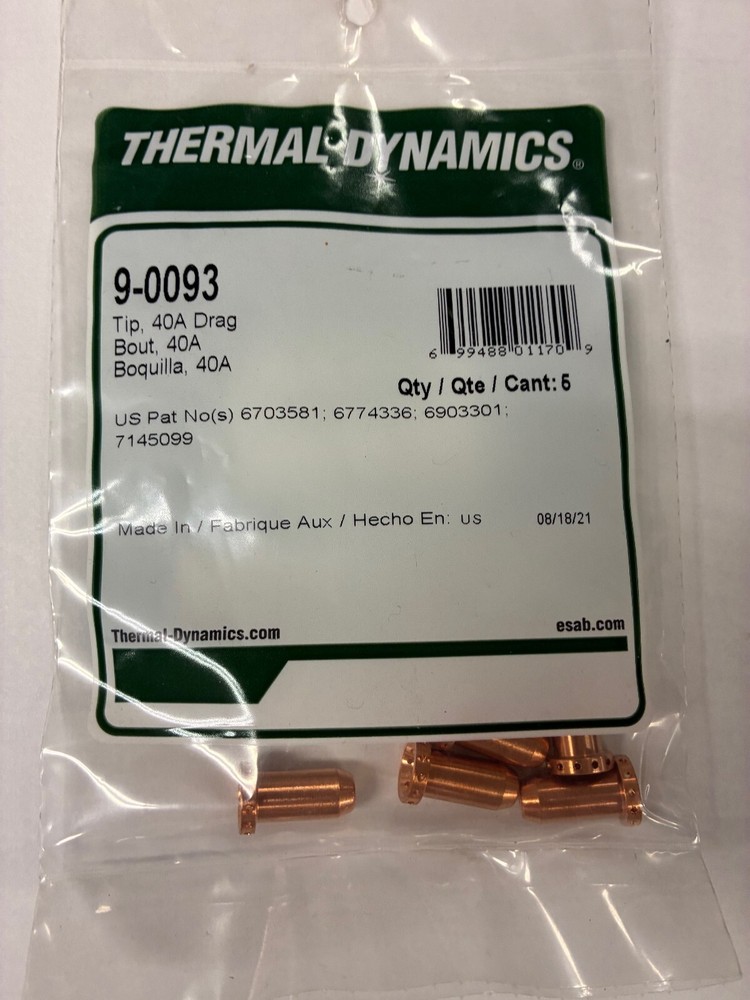 THERMAL DYNAMICS®
9-0093
Tip, 40A Drag
Bout, 40A
Boquilla, 40A
6 99488 01170 9
Qty / Qte / Cant: 5
US Pat No(s) 6703581; 6774336; 6903301;
7145099
Made In / Fabrique Aux / Hecho En: US 08/18/21
Thermal-Dynamics.com esab.com